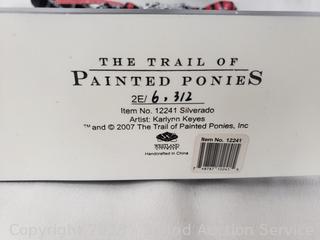 THE TRAIL OF
PAINTED PONIES
2E/6,312
Item No. 12241 Silverado
Artist: Karlynn Keyes
™ and © 2007 The Trail of Painted Ponies, Inc
WESTLAND
Handcrafted in China
Item No. 12241